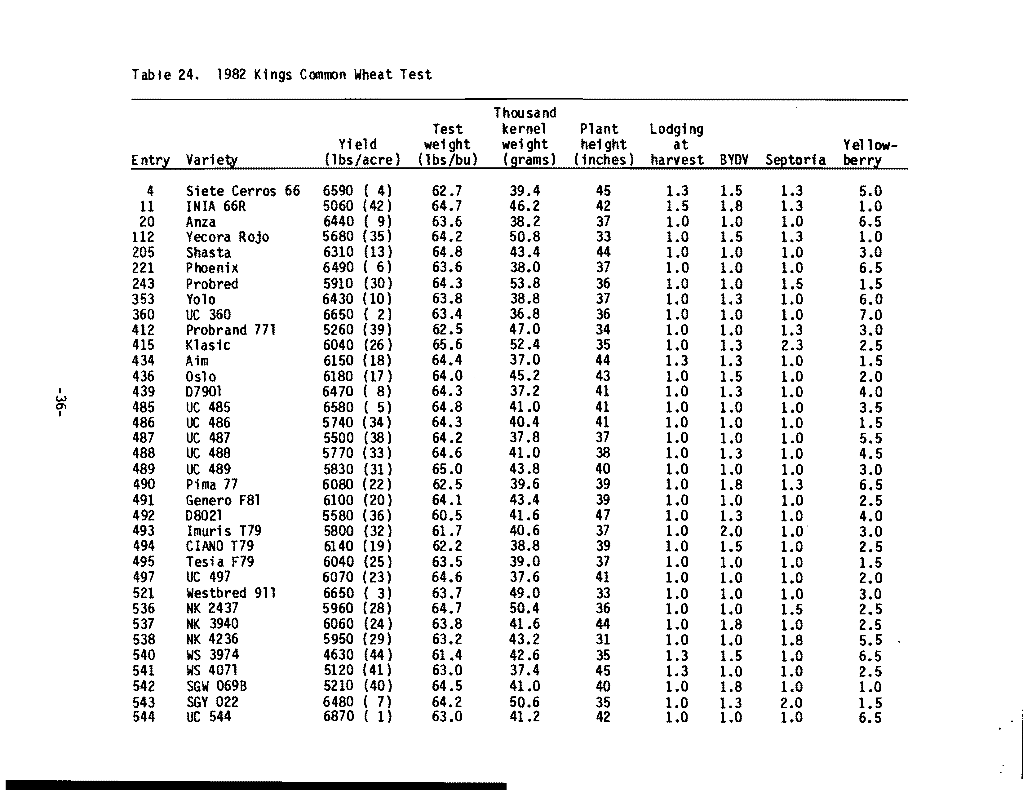 Table 24. 1982 Kings Common Wheat Test
Thousand
Test kernel Plant Lodging
Yield weight weight height at Yellow-
Entry Variety (lbs/acre) (lbs/bu) (grams) (inches) harvest BYDV Septoria berry
4 Siete Cerros 66 6590 ( 4) 62.7 39.4 45 1.3 1.5 1.3 5.0
11 INIA 66R 5060 (42) 64.7 46.2 42 1.5 1.8 1.3 1.0
20 Anza 6440 ( 9) 63.6 38.2 37 1.0 1.0 1.0 6.5
112 Yecora Rojo 5680 (35) 64.2 50.8 33 1.0 1.5 1.3 1.0
205 Shasta 6310 (13) 64.8 43.4 44 1.0 1.0 1.0 3.0
221 Phoenix 6490 ( 6) 63.6 38.0 37 1.0 1.0 1.0 6.5
243 Probred 5910 (30) 64.3 53.8 36 1.0 1.0 1.5 1.5
353 Yolo 6430 (10) 63.8 38.8 37 1.0 1.3 1.0 6.0
360 UC 360 6650 ( 2) 63.4 36.8 36 1.0 1.0 1.0 7.0
412 Probrand 771 5260 (39) 62.5 47.0 34 1.0 1.0 1.3 3.0
415 Klasic 6040 (26) 65.6 52.4 35 1.0 1.3 2.3 2.5
434 Aim 6150 (18) 64.4 37.0 44 1.3 1.3 1.0 1.5
436 Oslo 6180 (17) 64.0 45.2 43 1.0 1.5 1.0 2.0
439 D7901 6470 ( 8) 64.3 37.2 41 1.0 1.3 1.0 4.0
485 UC 485 6580 ( 5) 64.8 41.0 41 1.0 1.0 1.0 3.5
486 UC 486 5740 (34) 64.3 40.4 41 1.0 1.0 1.0 1.5
487 UC 487 5500 (38) 64.2 37.8 37 1.0 1.0 1.0 5.5
488 UC 488 5770 (33) 64.6 41.0 38 1.0 1.3 1.0 4.5
489 UC 489 5830 (31) 65.0 43.8 40 1.0 1.0 1.0 3.0
490 Pima 77 6080 (22) 62.5 39.6 39 1.0 1.8 1.3 6.5
491 Genero F81 6100 (20) 64.1 43.4 39 1.0 1.0 1.0 2.5
492 D8021 5580 (36) 60.5 41.6 47 1.0 1.3 1.0 4.0
493 Imuris T79 5800 (32) 61.7 40.6 37 1.0 2.0 1.0 3.0
494 CIANO T79 6140 (19) 62.2 38.8 39 1.0 1.5 1.0 2.5
495 Tesia F79 6040 (25) 63.5 39.0 37 1.0 1.0 1.0 1.5
497 UC 497 6070 (23) 64.6 37.6 41 1.0 1.0 1.0 2.0
521 Westbred 911 6650 ( 3) 63.7 49.0 33 1.0 1.0 1.0 3.0
536 NK 2437 5960 (28) 64.7 50.4 36 1.0 1.0 1.5 2.5
537 NK 3940 6060 (24) 63.8 41.6 44 1.0 1.8 1.0 2.5
538 NK 4236 5950 (29) 63.2 43.2 31 1.0 1.0 1.8 5.5
540 WS 3974 4630 (44) 61.4 42.6 35 1.3 1.5 1.0 6.5
541 WS 4071 5120 (41) 63.0 37.4 45 1.3 1.0 1.0 2.5
542 SGW 069B 5210 (40) 64.5 41.0 40 1.0 1.8 1.0 1.0
543 SGY 022 6480 ( 7) 64.2 50.6 35 1.0 1.3 2.0 1.5
544 UC 544 6870 ( 1) 63.0 41.2 42 1.0 1.0 1.0 6.5
-36-